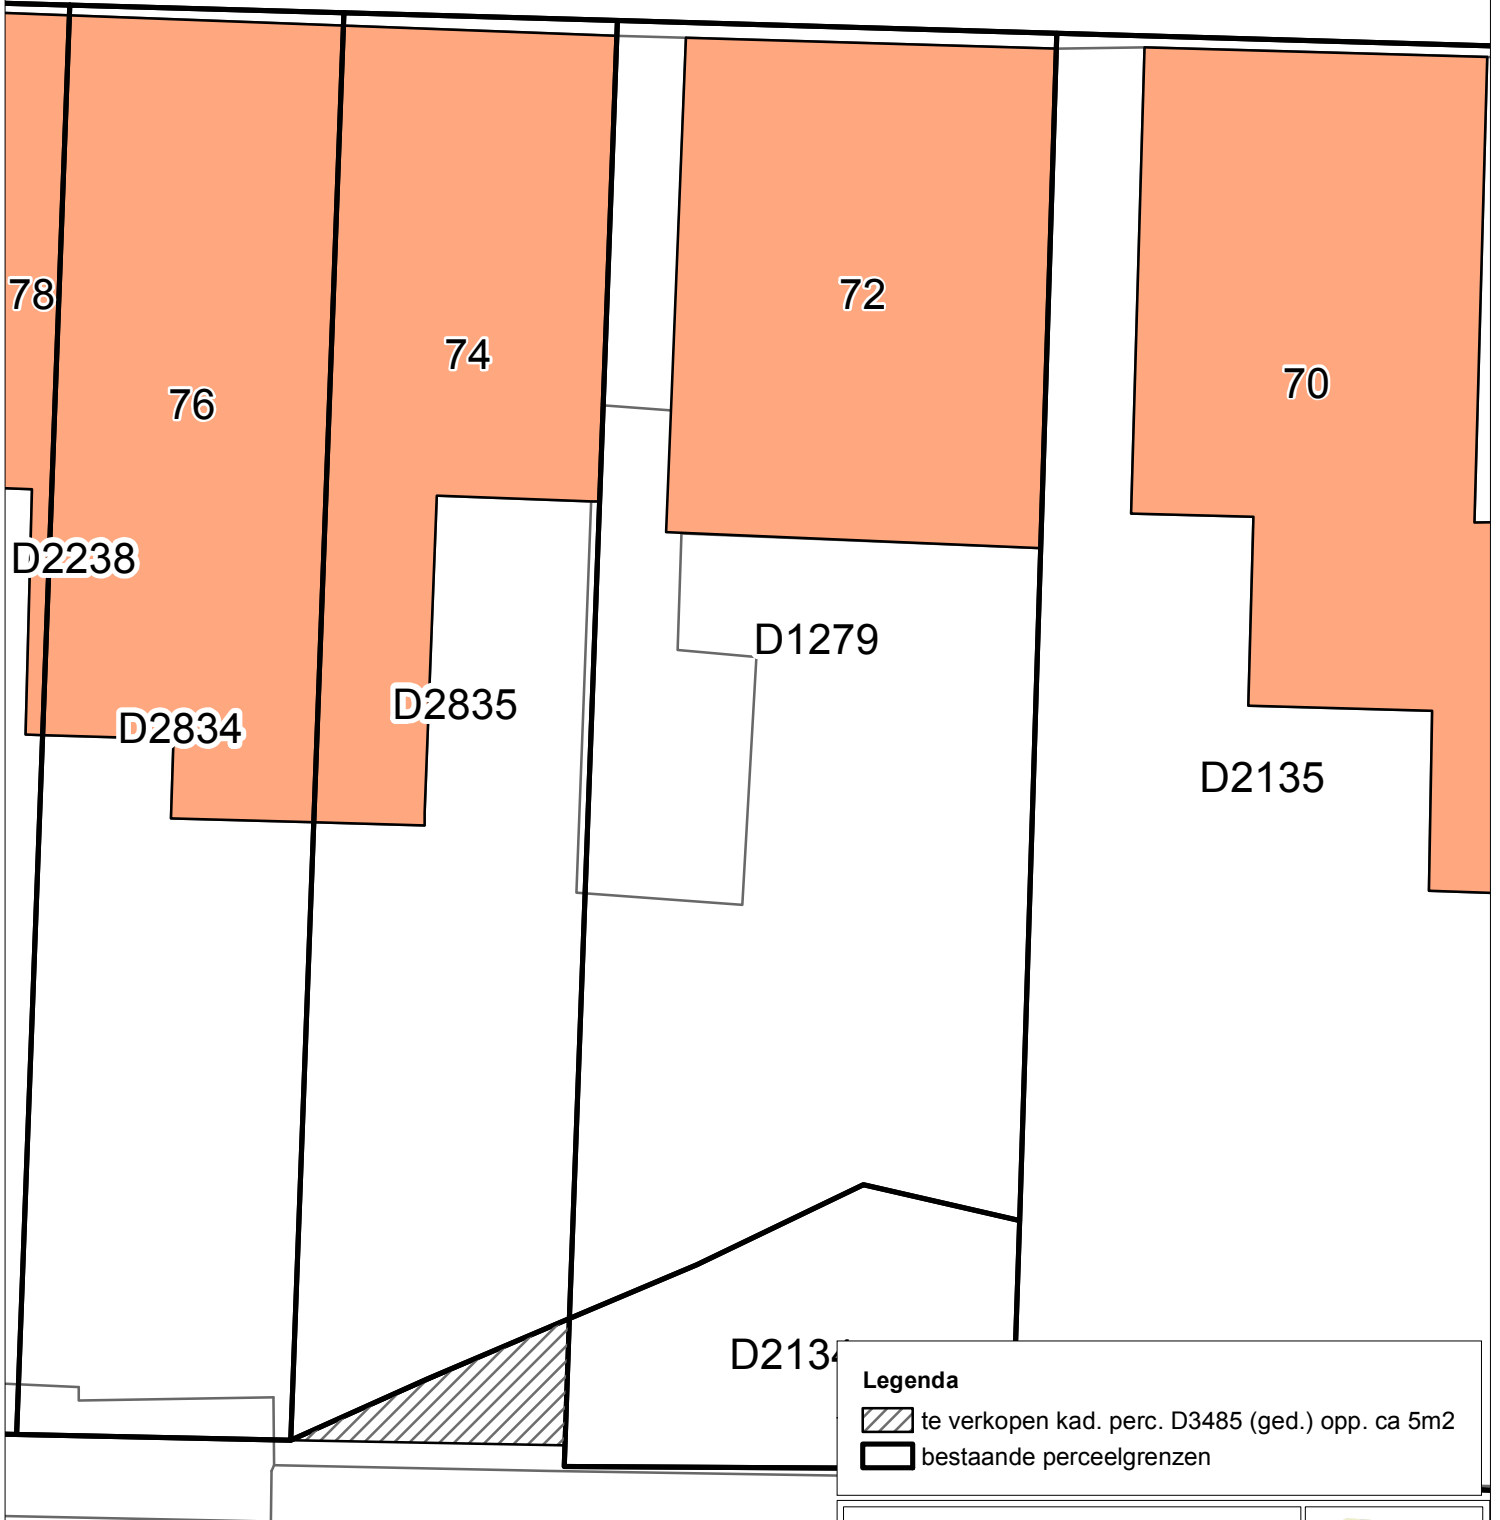 78
72
74
70
76
D2238
D1279
D2835
D2834
D2135
D2134
Legenda
te verkopen kad. perc. D3485 (ged.) opp. ca 5m2
bestaande perceelgrenzen